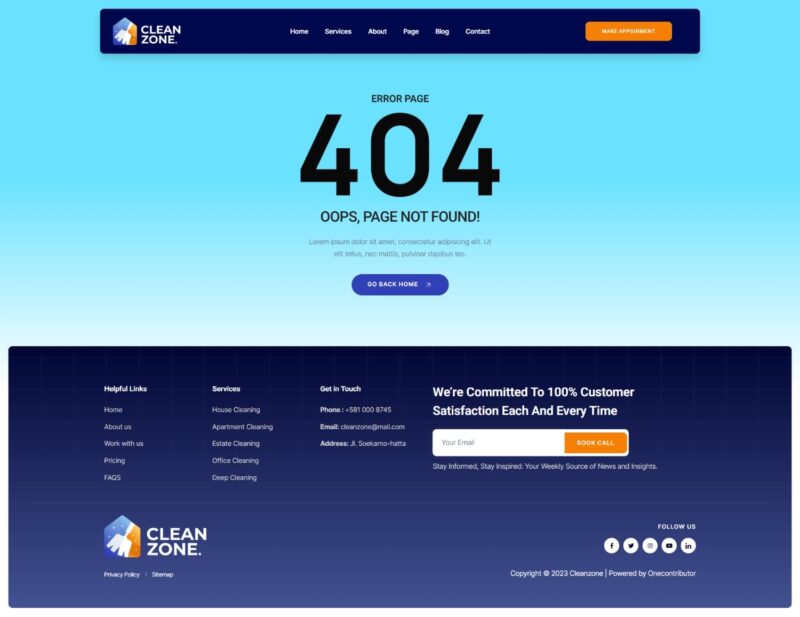 CLEAN
ZONE.
Home Services About Page Blog Contact
MAKE APPOINMENT
ERROR PAGE
404
OOPS, PAGE NOT FOUND!
Lorem ipsum dolor sit amet, consectetur adipiscing elit. Ut
elit tellus, nec mattis, pulvinar dapibus leo.
GO BACK HOME
Helpful Links
Home
About us
Work with us
Pricing
FAQS
Services
House Cleaning
Apartment Cleaning
Estate Cleaning
Office Cleaning
Deep Cleaning
Get in Touch
Phone : +581 000 8745
Email: cleanzone@mail.com
Address: Jl. Soekarno-hatta
We're Committed To 100% Customer
Satisfaction Each And Every Time
Your Email
BOOK CALL
Stay Informed, Stay Inspired: Your Weekly Source of News and Insights.
CLEAN
ZONE.
Privacy Policy Sitemap
FOLLOW US
Copyright © 2023 Cleanzone | Powered by Onecontributor